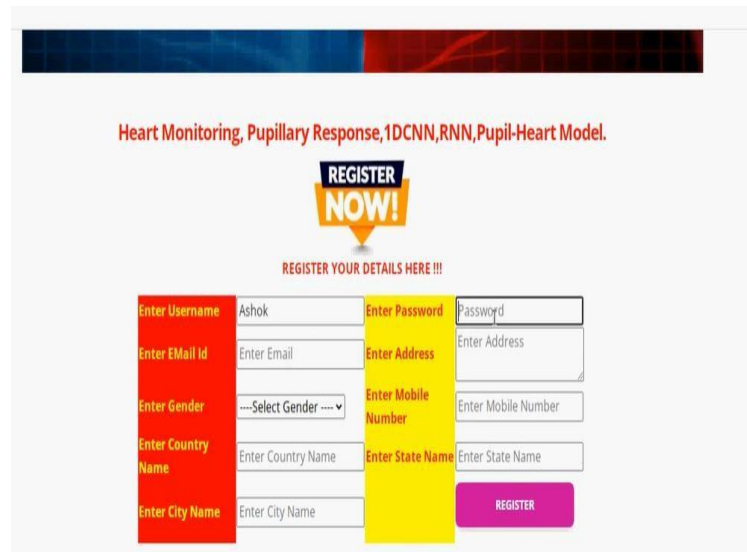 Heart Monitoring, Pupillary Response,1DCNN,RNN,Pupil-Heart Model.
REGISTER
NOW!
REGISTER YOUR DETAILS HERE !!!
Enter Username Ashok Enter Password Password
Enter EMail Id Enter Email Enter Address Enter Address
Enter Gender ----Select Gender ---- Enter Mobile
Number Enter Mobile Number
Enter Country
Name Enter Country Name Enter State Name Enter State Name
Enter City Name Enter City Name REGISTER